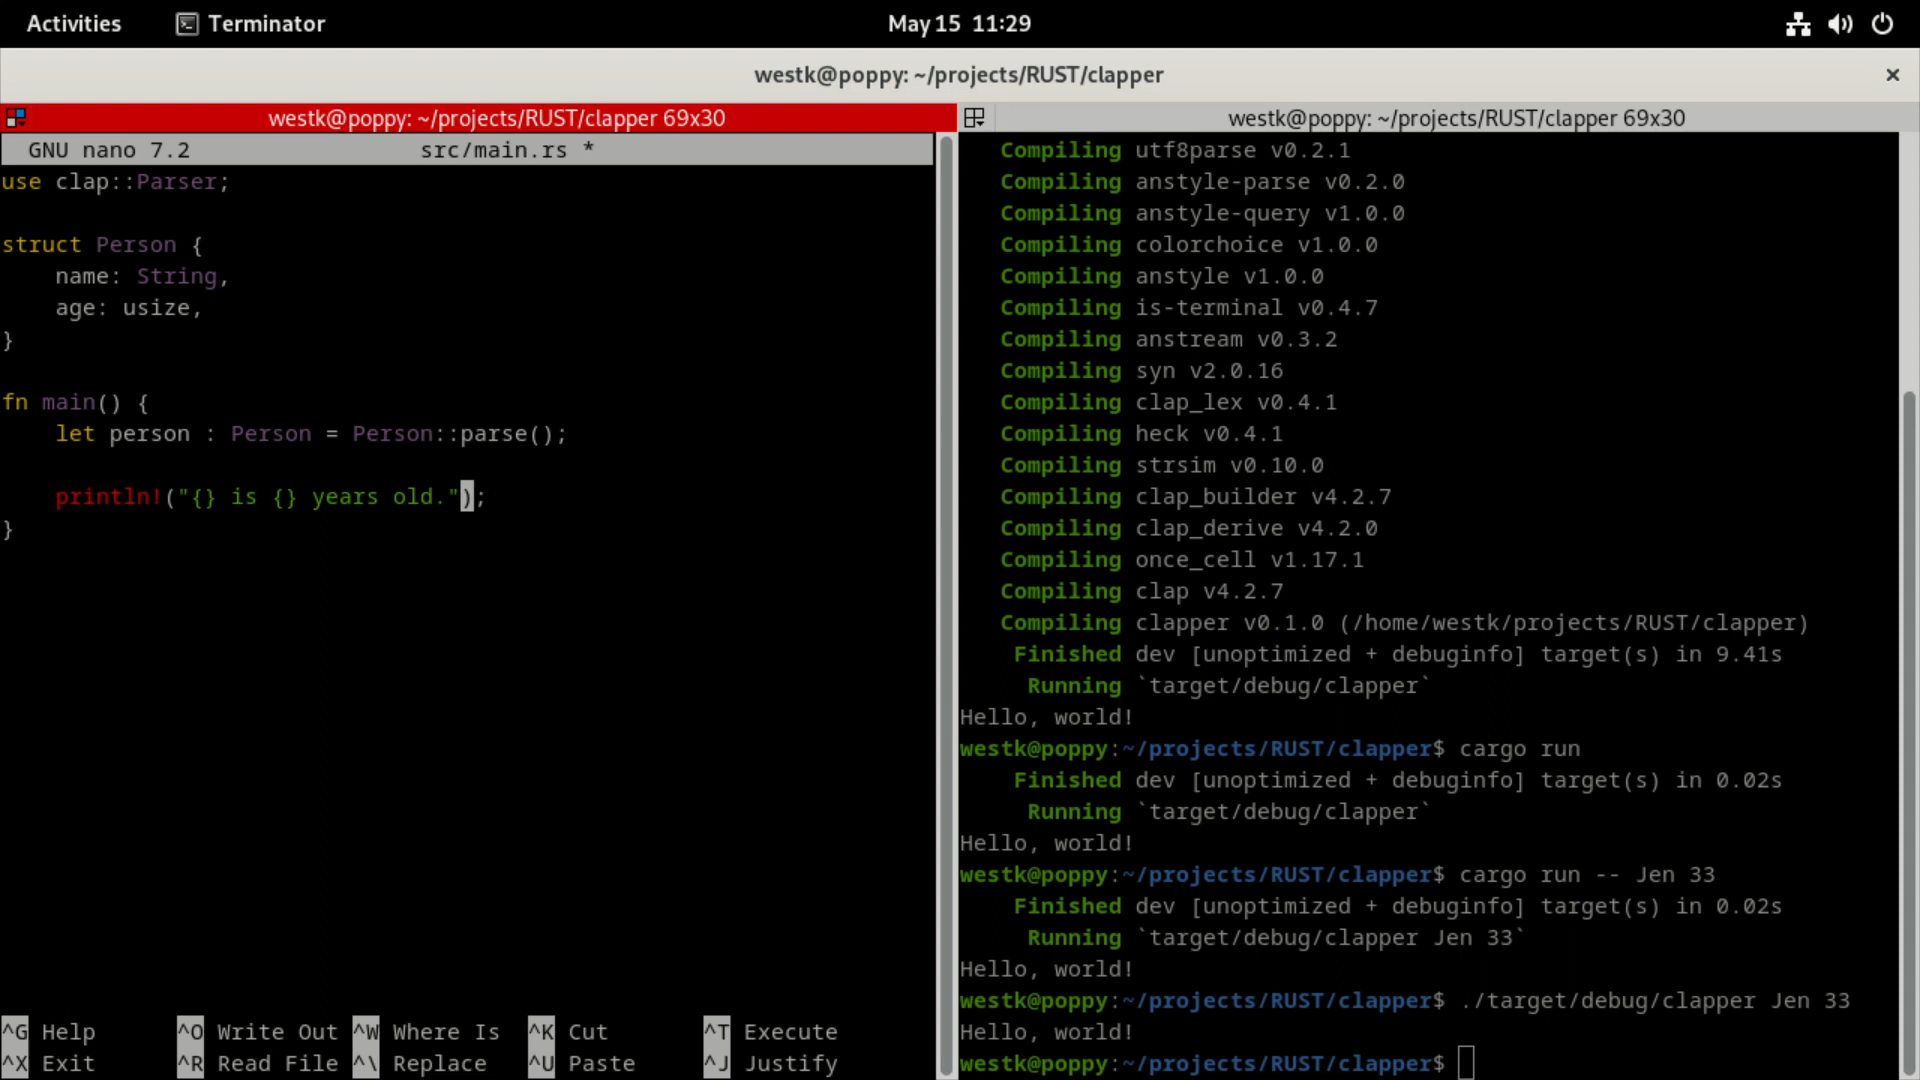 Activities Terminator May 15 11:29
westk@poppy: ~/projects/RUST/clapper ×
westk@poppy: ~/projects/RUST/clapper 69x30
GNU nano 7.2 src/main.rs *
use clap::Parser;
struct Person {
    name: String,
    age: usize,
}
fn main() {
    let person : Person = Person::parse();
    println!("{} is {} years old.");
}
^G Help ^O Write Out ^W Where Is ^K Cut ^T Execute
^X Exit ^R Read File ^\ Replace ^U Paste ^J Justify
westk@poppy: ~/projects/RUST/clapper 69x30
Compiling utf8parse v0.2.1
Compiling anstyle-parse v0.2.0
Compiling anstyle-query v1.0.0
Compiling colorchoice v1.0.0
Compiling anstyle v1.0.0
Compiling is-terminal v0.4.7
Compiling anstream v0.3.2
Compiling syn v2.0.16
Compiling clap_lex v0.4.1
Compiling heck v0.4.1
Compiling strsim v0.10.0
Compiling clap_builder v4.2.7
Compiling clap_derive v4.2.0
Compiling once_cell v1.17.1
Compiling clap v4.2.7
Compiling clapper v0.1.0 (/home/westk/projects/RUST/clapper)
Finished dev [unoptimized + debuginfo] target(s) in 9.41s
Running `target/debug/clapper`
Hello, world!
westk@poppy:~/projects/RUST/clapper$ cargo run
Finished dev [unoptimized + debuginfo] target(s) in 0.02s
Running `target/debug/clapper`
Hello, world!
westk@poppy:~/projects/RUST/clapper$ cargo run -- Jen 33
Finished dev [unoptimized + debuginfo] target(s) in 0.02s
Running `target/debug/clapper Jen 33`
Hello, world!
westk@poppy:~/projects/RUST/clapper$ ./target/debug/clapper Jen 33
Hello, world!
westk@poppy:~/projects/RUST/clapper$